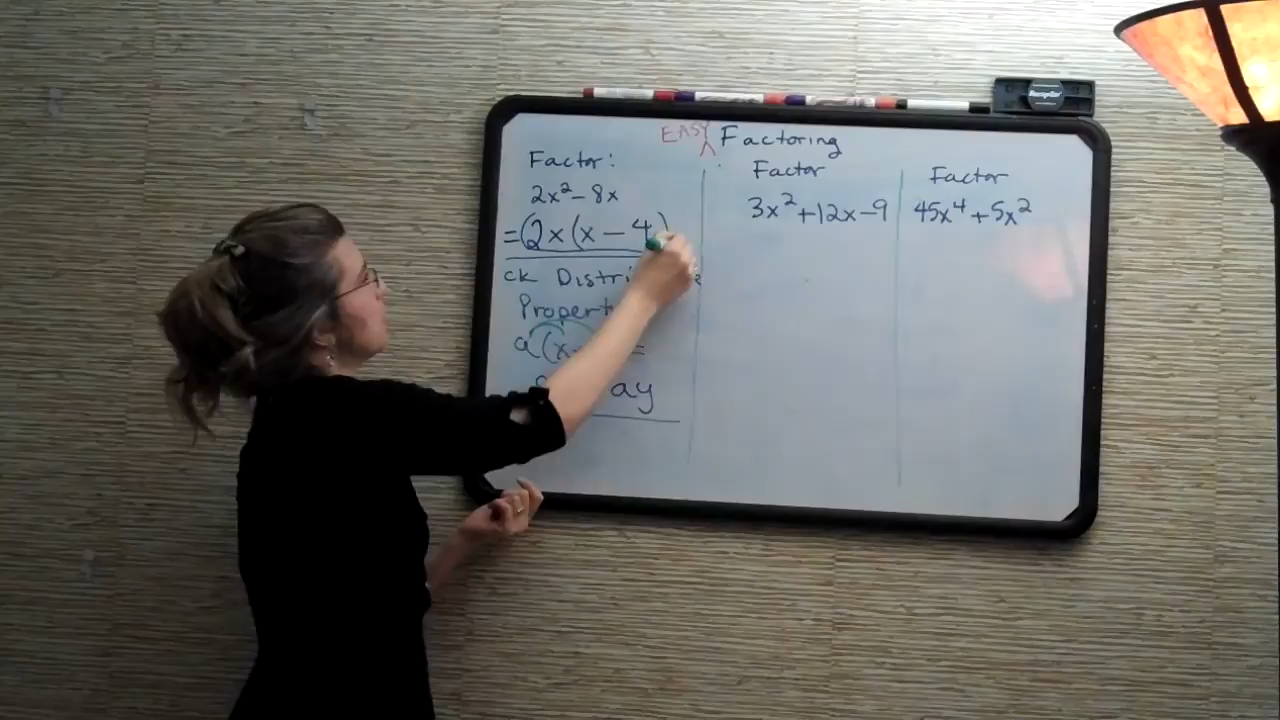 EASY Factoring
Factor:
2x² - 8x
= (2x(x - 4)
ck Distri
Propert
a(x
ay
Factor
3x² + 12x - 9
Factor
45x⁴ + 5x²